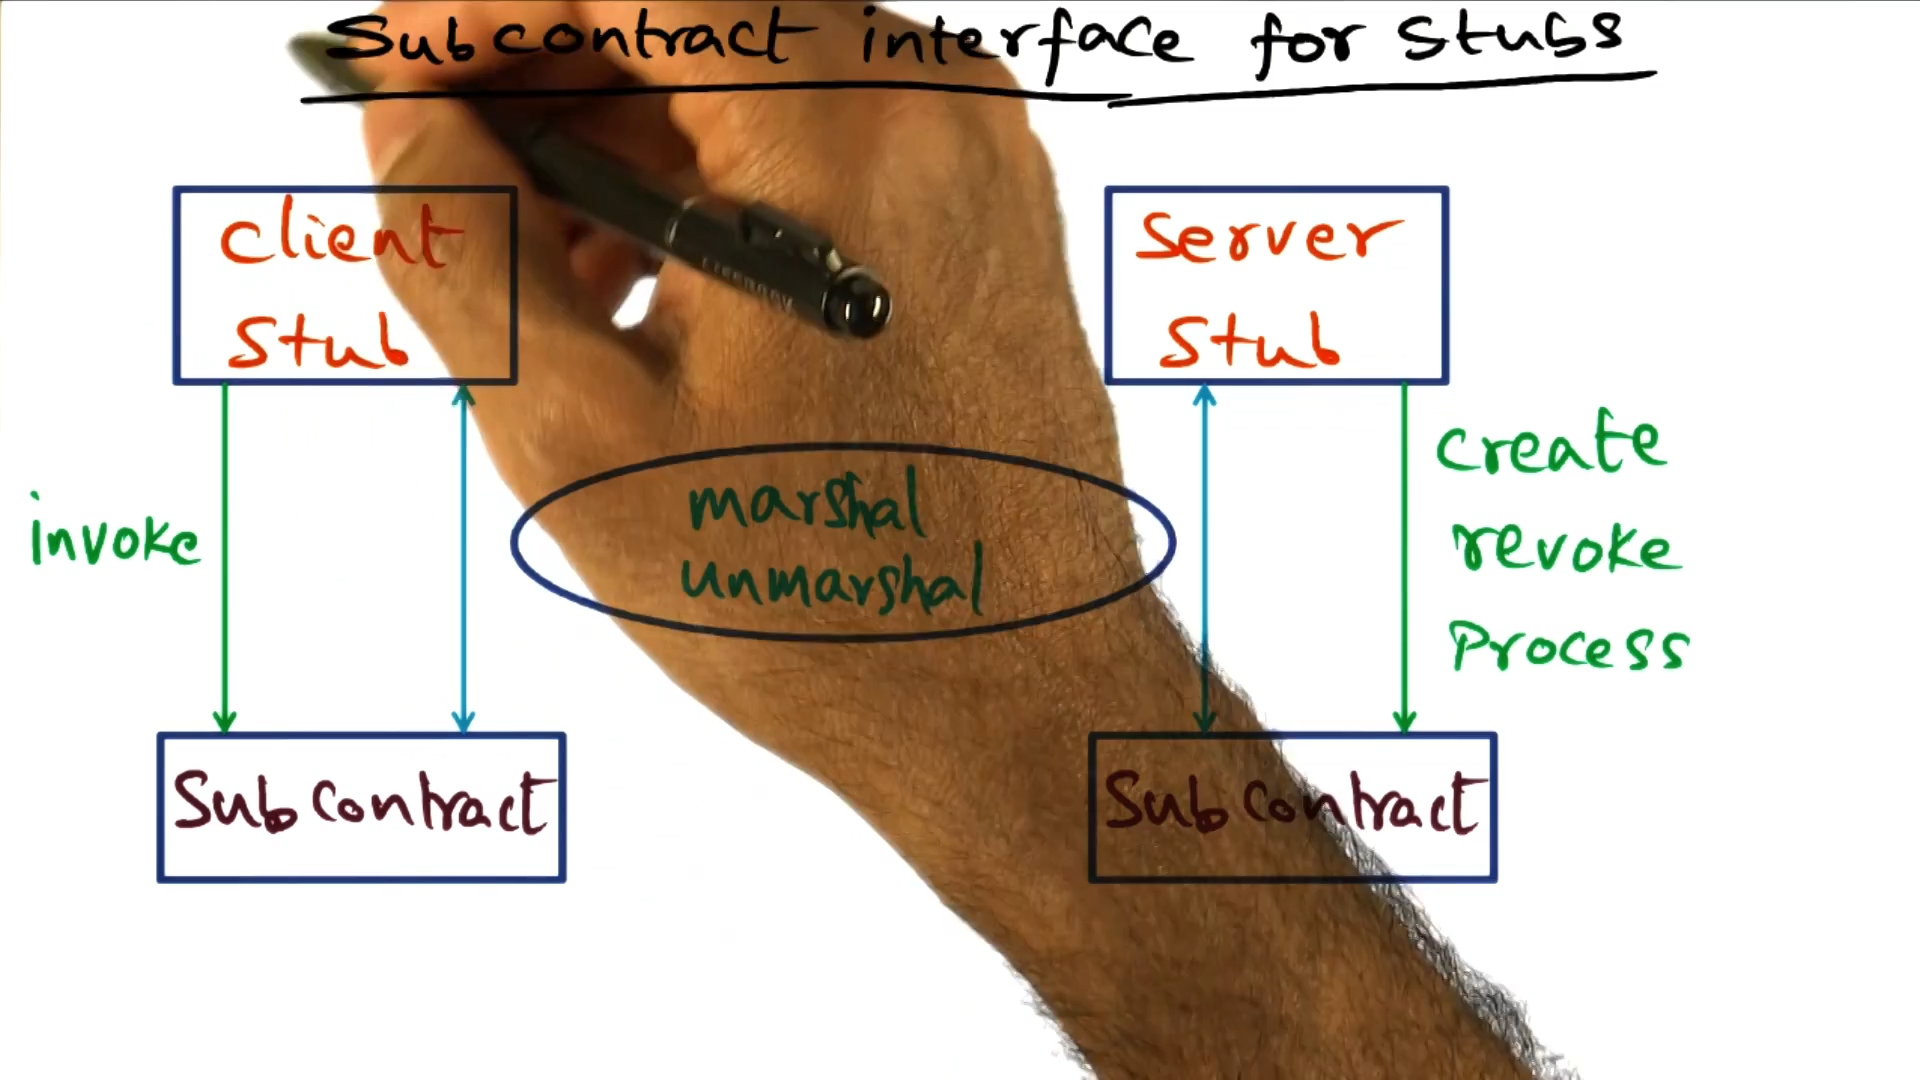 Subcontract interface for stubs
client
stub
server
stub
invoke
marshal
unmarshal
create
revoke
process
Subcontract
Subcontract